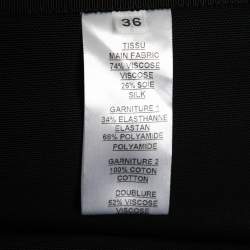 36
TISSU
MAIN FABRIC
74% VISCOSE
VISCOSE
26% SOIE
SILK
GARNITURE 1
34% ELASTHANNE
ELASTAN
66% POLYAMIDE
POLYAMIDE
GARNITURE 2
100% COTON
COTTON
DOUBLURE
52% VISCOSE
VISCOSE